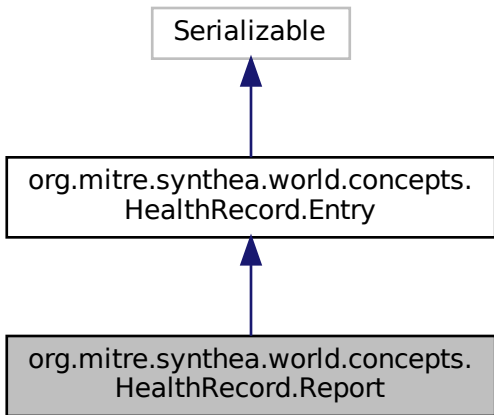 Serializable
org.mitre.synthea.world.concepts.
HealthRecord.Entry
org.mitre.synthea.world.concepts.
HealthRecord.Report